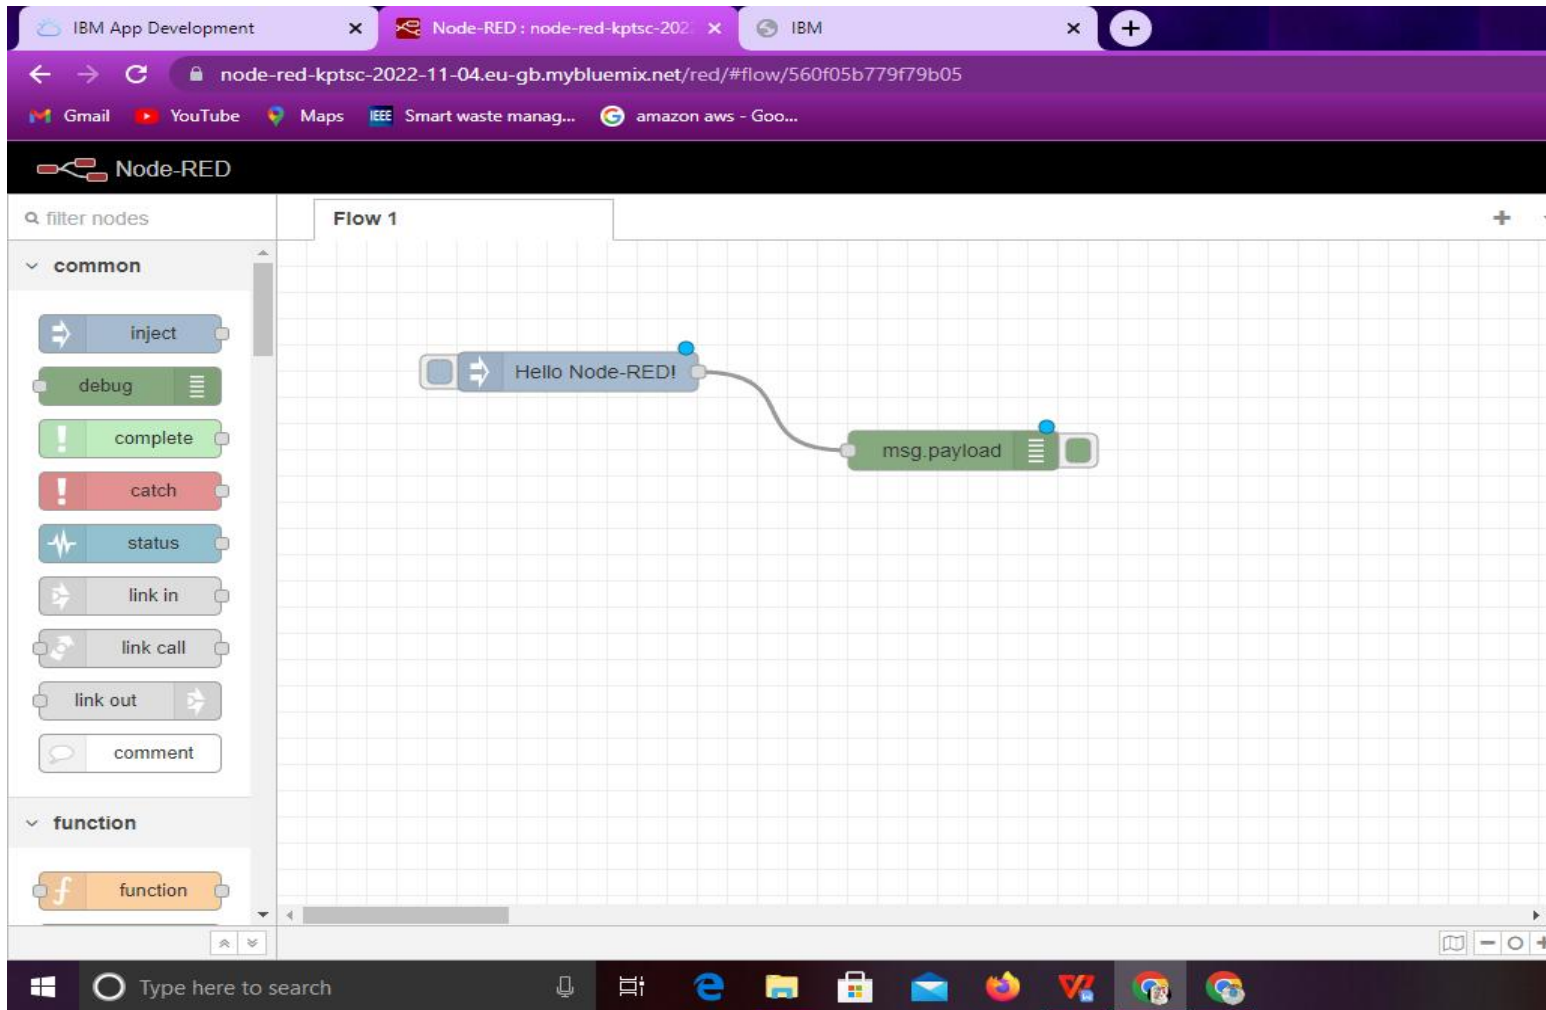 IBM App Development
Node-RED : node-red-kptsc-202
IBM
node-red-kptsc-2022-11-04.eu-gb.mybluemix.net/red/#flow/560f05b779f79b05
Gmail YouTube Maps IEEE Smart waste manag... amazon aws - Goo...
Node-RED
filter nodes
Flow 1
common
inject
debug
complete
catch
status
link in
link call
link out
comment
function
function
Hello Node-RED!
msg.payload
Type here to search